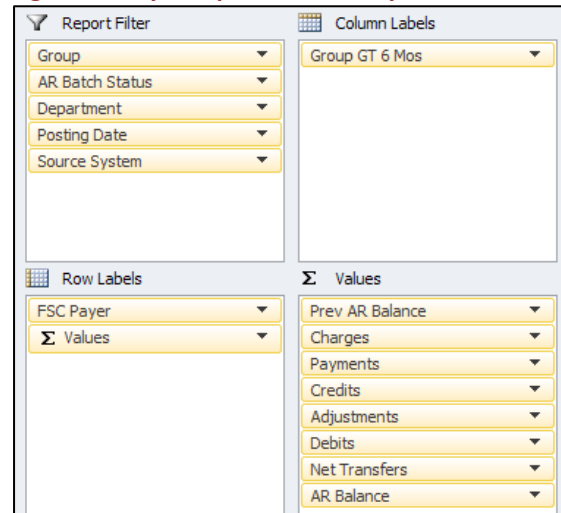 Report Filter
Group
AR Batch Status
Department
Posting Date
Source System
Column Labels
Group GT 6 Mos
Row Labels
FSC Payer
Σ Values
Σ Values
Prev AR Balance
Charges
Payments
Credits
Adjustments
Debits
Net Transfers
AR Balance